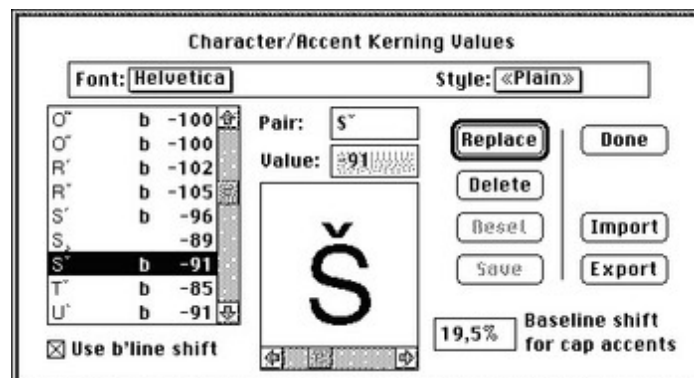 Character/Accent Kerning Values
Font: Helvetica Style: «Plain»
O˝ b -100
O˜ b -100
R´ b -102
Rˇ b -105
S´ b -96
S¸ -89
Sˇ b -91
Tˇ b -85
U` b -91
Use b'line shift
Pair: Sˇ
Value: -91
Š
Replace
Delete
Reset
Save
Done
Import
Export
19,5% Baseline shift
for cap accents